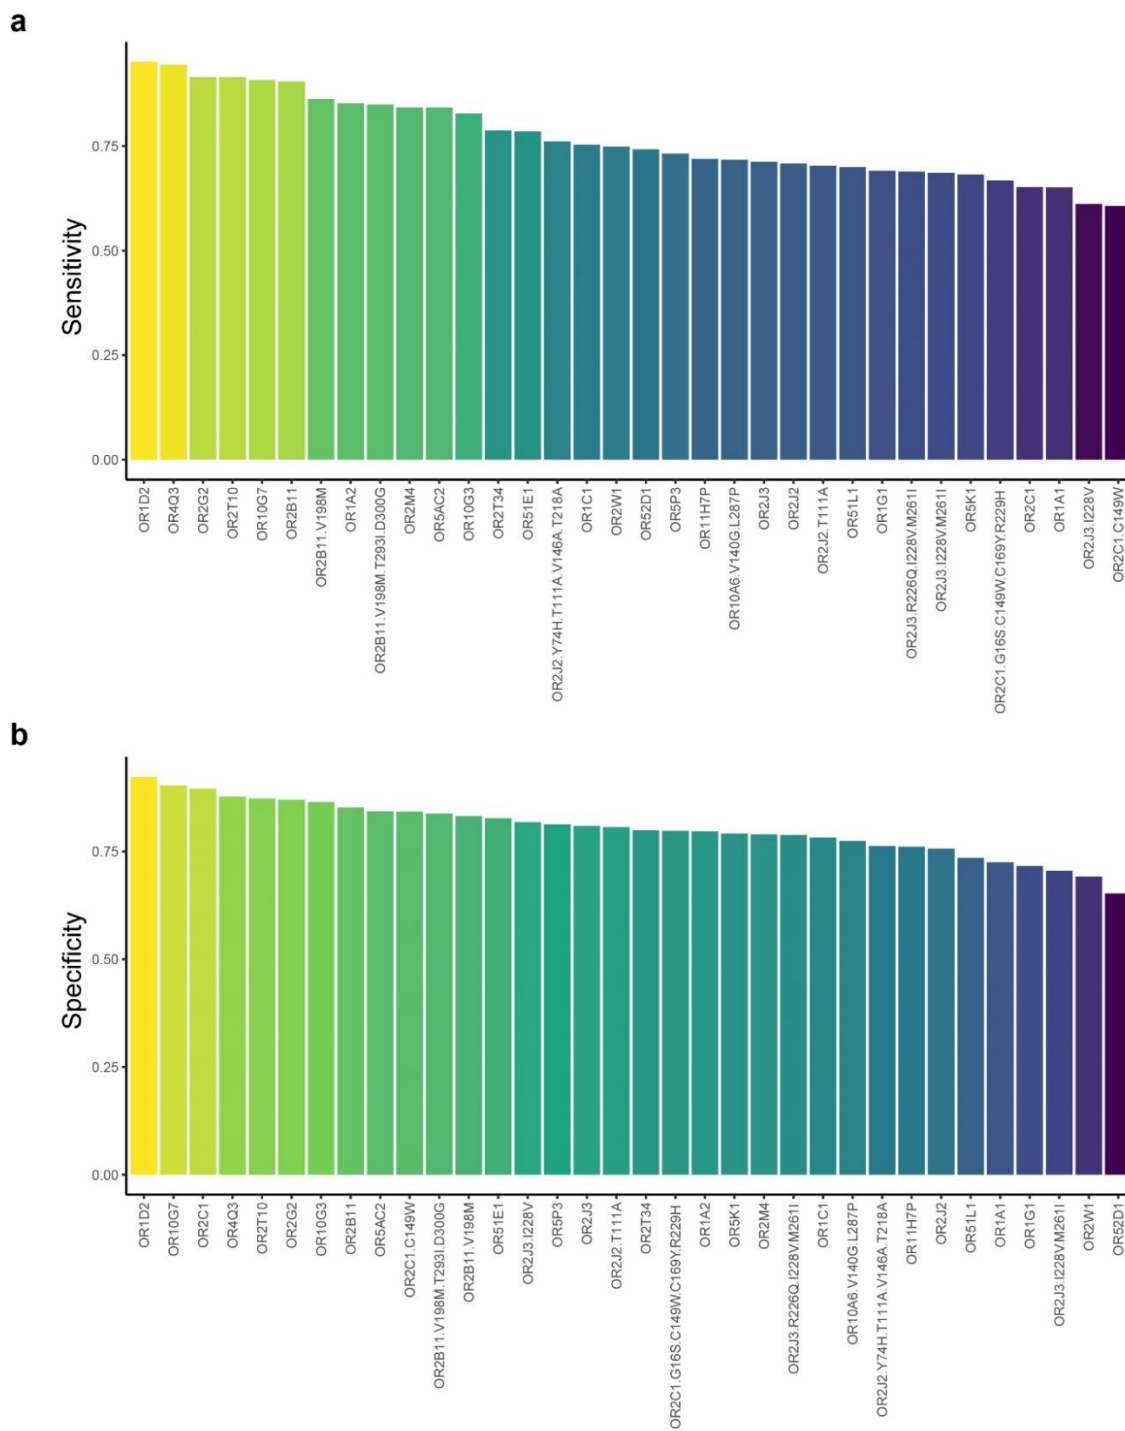 a
Sensitivity
0.75
0.50
0.25
0.00
OR1D2
OR4Q3
OR2G2
OR2T10
OR10G7
OR2B11
OR2B11.V198M
OR1A2
OR2B11.V198M.T293I.D300G
OR2M4
OR5AC2
OR10G3
OR2T34
OR51E1
OR2J2.Y74H.T111A.V146A.T218A
OR1C1
OR2W1
OR52D1
OR5P3
OR11H7P
OR10A6.V140G.L287P
OR2J3
OR2J2
OR2J2.T111A
OR51L1
OR1G1
OR2J3.R226Q.I228V.M261I
OR2J3.I228V.M261I
OR5K1
OR2C1.G16S.C149W.C169Y.R229H
OR2C1
OR1A1
OR2J3.I228V
OR2C1.C149W
b
Specificity
0.75
0.50
0.25
0.00
OR1D2
OR10G7
OR2C1
OR4Q3
OR2T10
OR2G2
OR10G3
OR2B11
OR5AC2
OR2C1.C149W
OR2B11.V198M.T293I.D300G
OR2B11.V198M
OR51E1
OR2J3.I228V
OR5P3
OR2J3
OR2J2.T111A
OR2T34
OR2C1.G16S.C149W.C169Y.R229H
OR1A2
OR5K1
OR2M4
OR2J3.R226Q.I228V.M261I
OR1C1
OR10A6.V140G.L287P
OR2J2.Y74H.T111A.V146A.T218A
OR11H7P
OR2J2
OR51L1
OR1A1
OR1G1
OR2J3.I228V.M261I
OR2W1
OR52D1